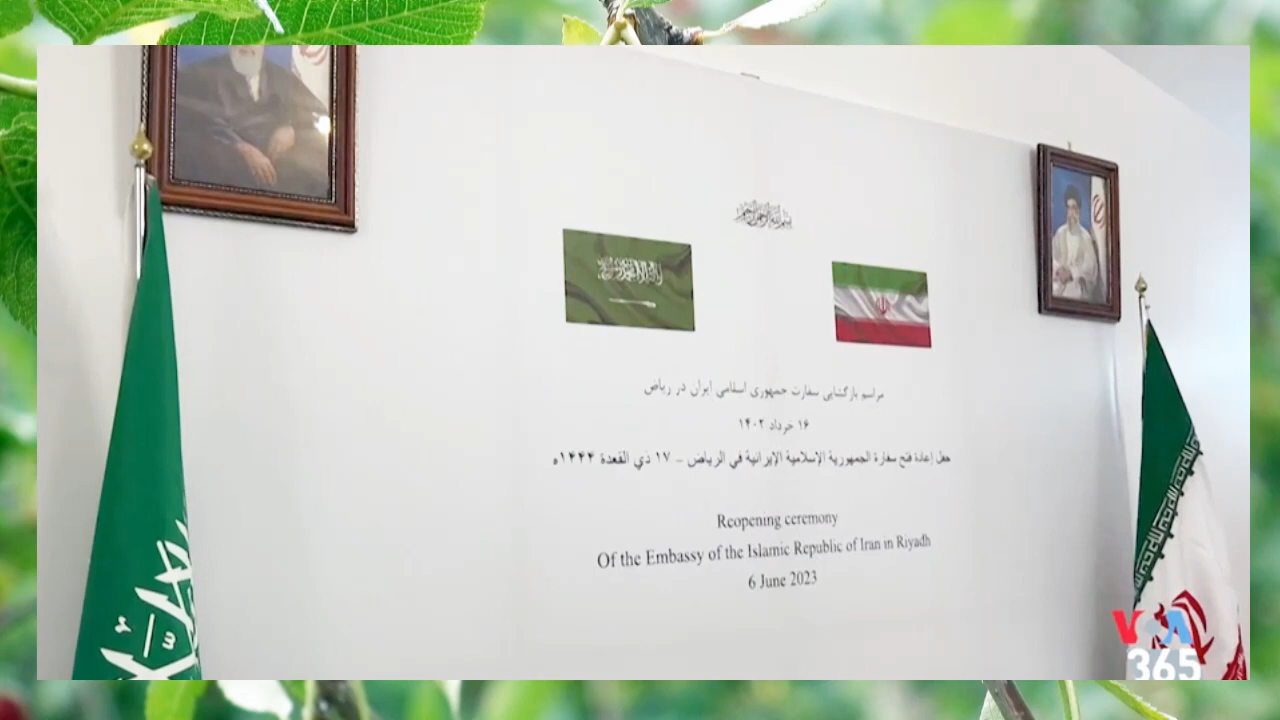 بسم الله الرحمن الرحيم
مراسم بازگشایی سفارت جمهوری اسلامی ایران در ریاض
۱۶ خرداد ۱۴۰۲
حفل إعادة فتح سفارة الجمهورية الإسلامية الإيرانية في الرياض – ۱۷ ذي القعدة ۱۴۴۴ه
Reopening ceremony
Of the Embassy of the Islamic Republic of Iran in Riyadh
6 June 2023
VOA
365